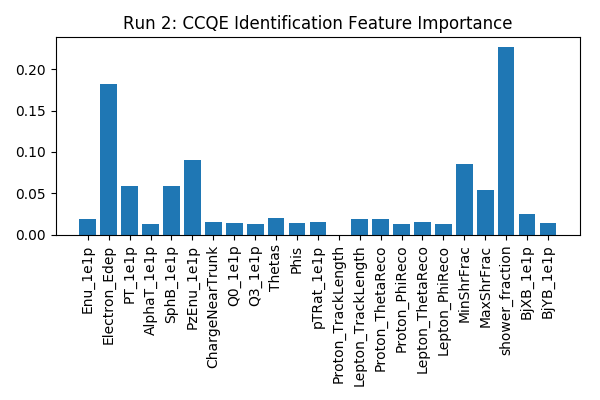 Run 2: CCQE Identification Feature Importance
0.20
0.15
0.10
0.05
0.00
Enu_1e1p
Electron_Edep
PT_1e1p
AlphaT_1e1p
SphB_1e1p
PzEnu_1e1p
ChargeNearTrunk
Q0_1e1p
Q3_1e1p
Thetas
Phis
pTRat_1e1p
Proton_TrackLength
Lepton_TrackLength
Proton_ThetaReco
Proton_PhiReco
Lepton_ThetaReco
Lepton_PhiReco
MinShrFrac
MaxShrFrac
shower_fraction
BjXB_1e1p
BjYB_1e1p